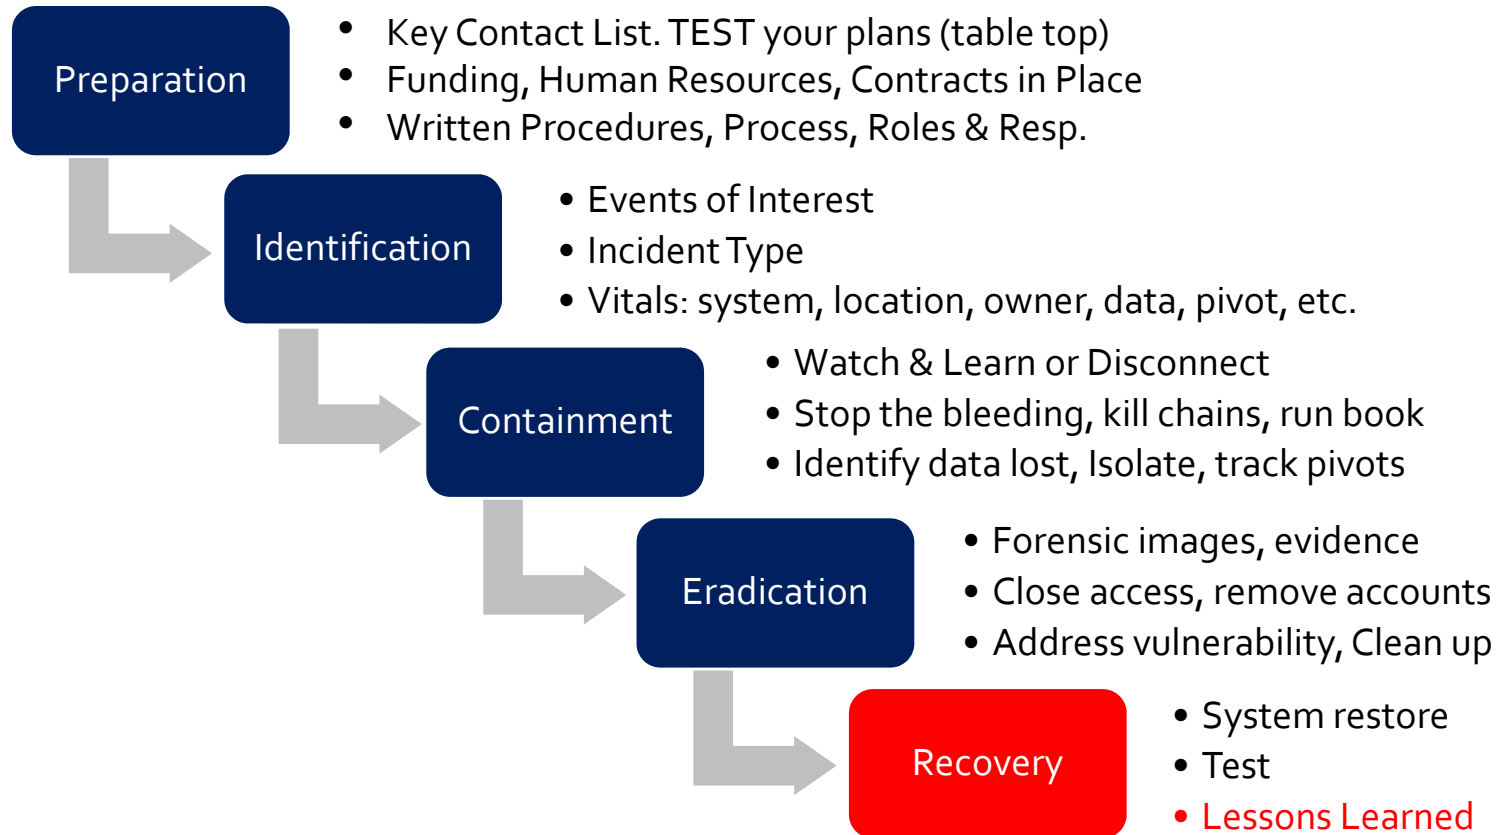 Preparation
• Key Contact List. TEST your plans (table top)
• Funding, Human Resources, Contracts in Place
• Written Procedures, Process, Roles & Resp.
Identification
• Events of Interest
• Incident Type
• Vitals: system, location, owner, data, pivot, etc.
Containment
• Watch & Learn or Disconnect
• Stop the bleeding, kill chains, run book
• Identify data lost, Isolate, track pivots
Eradication
• Forensic images, evidence
• Close access, remove accounts
• Address vulnerability, Clean up
Recovery
• System restore
• Test
• Lessons Learned